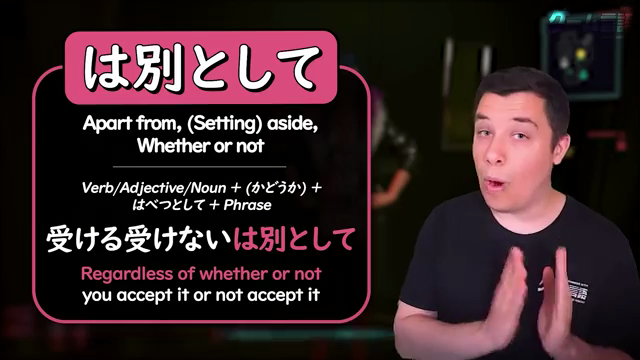 は別として
Apart from, (Setting) aside,
Whether or not
Verb/Adjective/Noun + (かどうか) +
はべつとして + Phrase
受ける受けないは別として
Regardless of whether or not
you accept it or not accept it